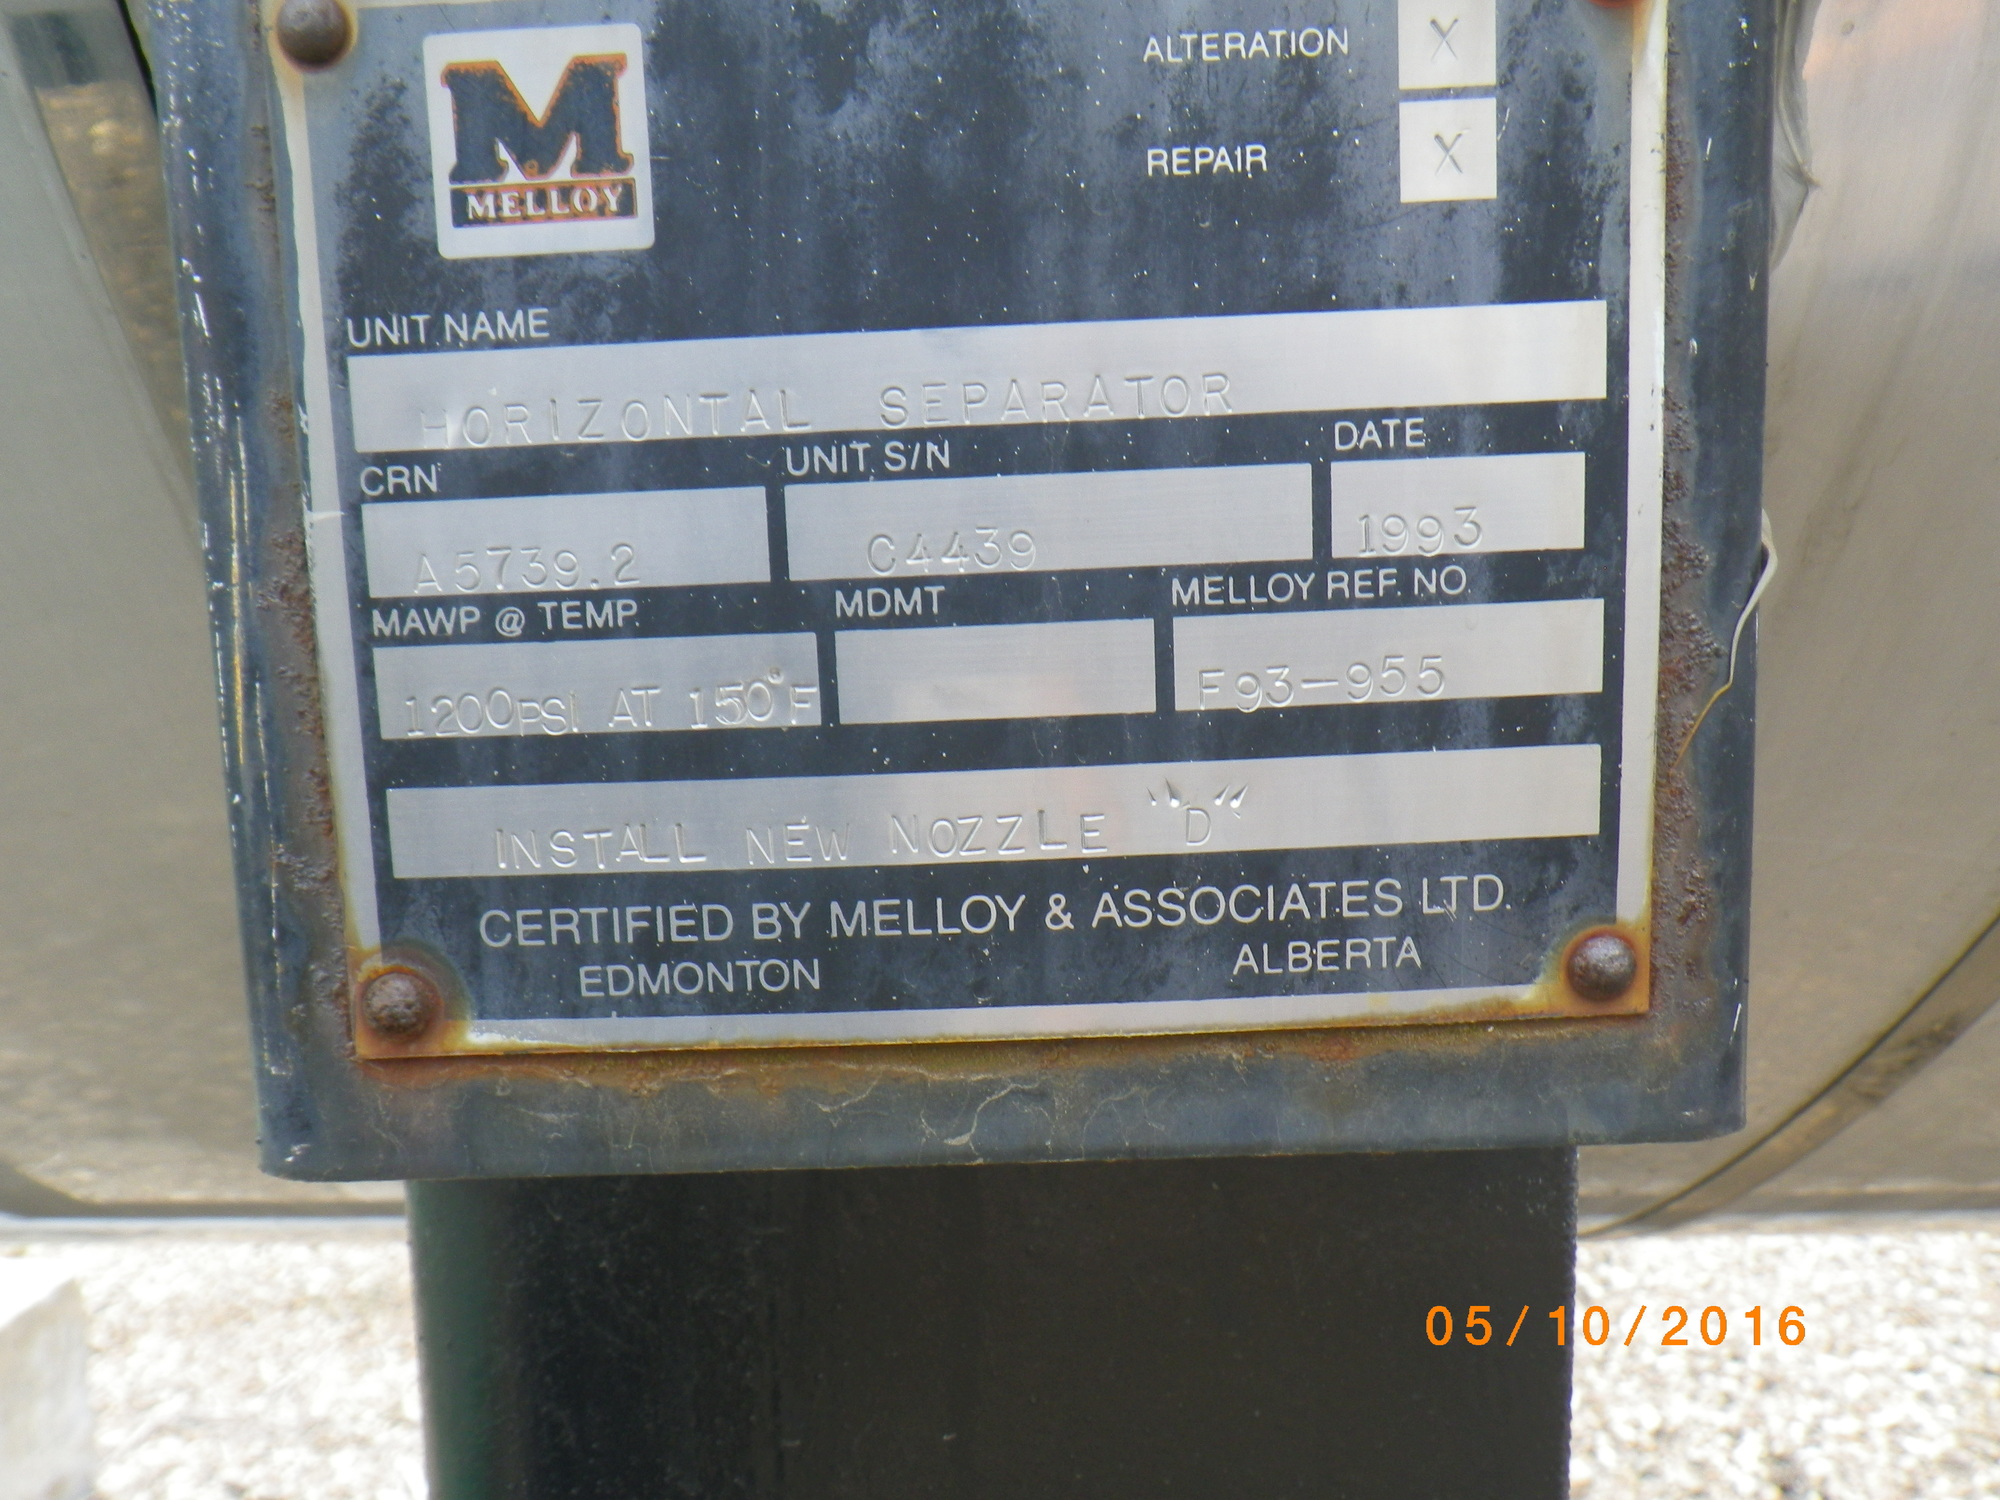 M
MELLOY
ALTERATION X
REPAIR X
UNIT NAME
HORIZONTAL SEPARATOR
CRN UNIT S/N DATE
A5739.2 C4439 1993
MAWP @ TEMP. MDMT MELLOY REF. NO
1200PSI AT 150°F F93-955
INSTALL NEW NOZZLE "D"
CERTIFIED BY MELLOY & ASSOCIATES LTD.
EDMONTON ALBERTA
05/10/2016